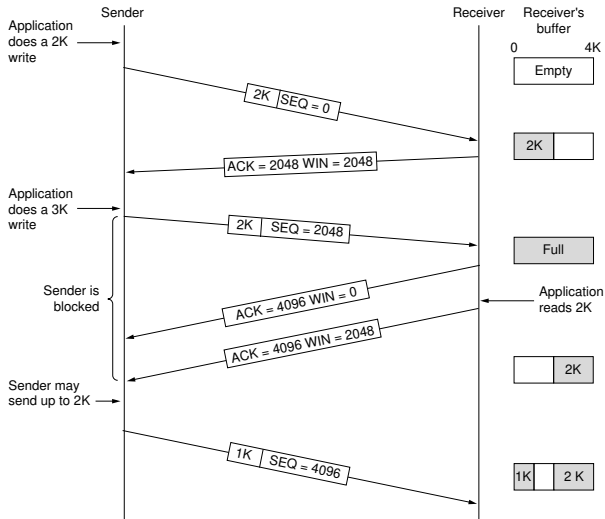 Sender
Receiver
Receiver's
buffer
Application
does a 2K
write
0 4K
Empty
2K SEQ = 0
2K
ACK = 2048 WIN = 2048
Application
does a 3K
write
2K SEQ = 2048
Full
Sender is
blocked
Application
reads 2K
ACK = 4096 WIN = 0
ACK = 4096 WIN = 2048
2K
Sender may
send up to 2K
1K SEQ = 4096
1K 2 K